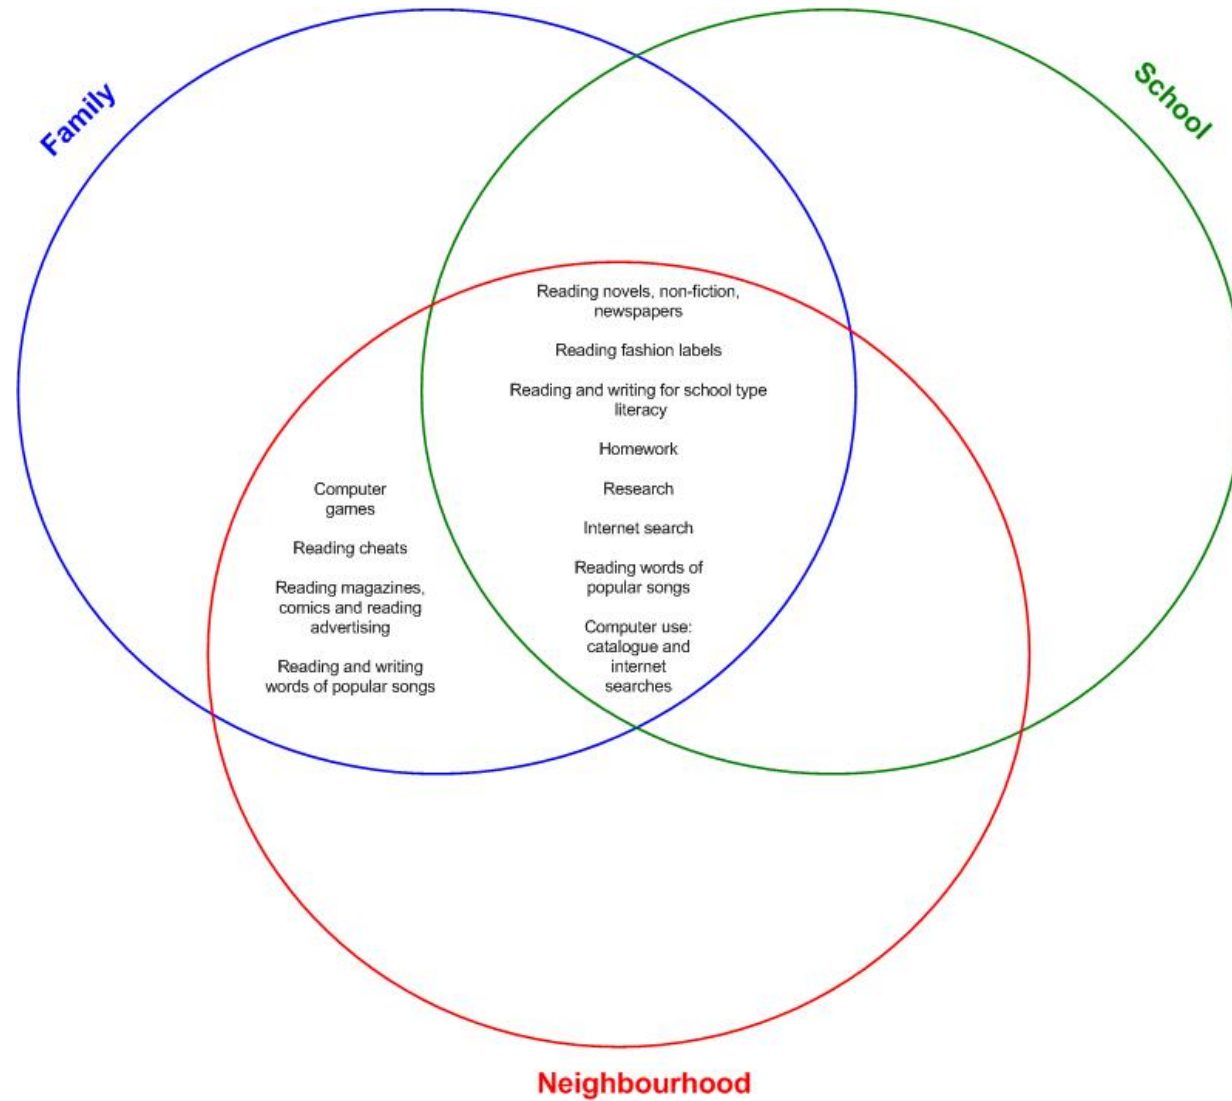 Family
School
Reading novels, non-fiction,
newspapers
Reading fashion labels
Reading and writing for school type
literacy
Homework
Research
Internet search
Reading words of
popular songs
Computer use:
catalogue and
internet
searches
Computer
games
Reading cheats
Reading magazines,
comics and reading
advertising
Reading and writing
words of popular songs
Neighbourhood